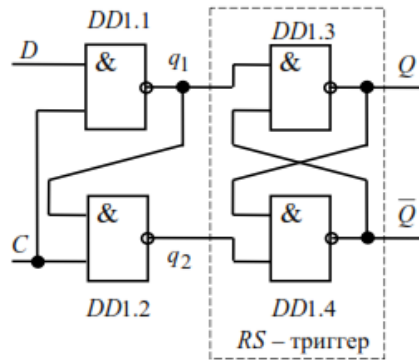 DD1.1 DD1.3
D & q1 & Q
& & Q̅
C q2
DD1.2 DD1.4
RS – триггер